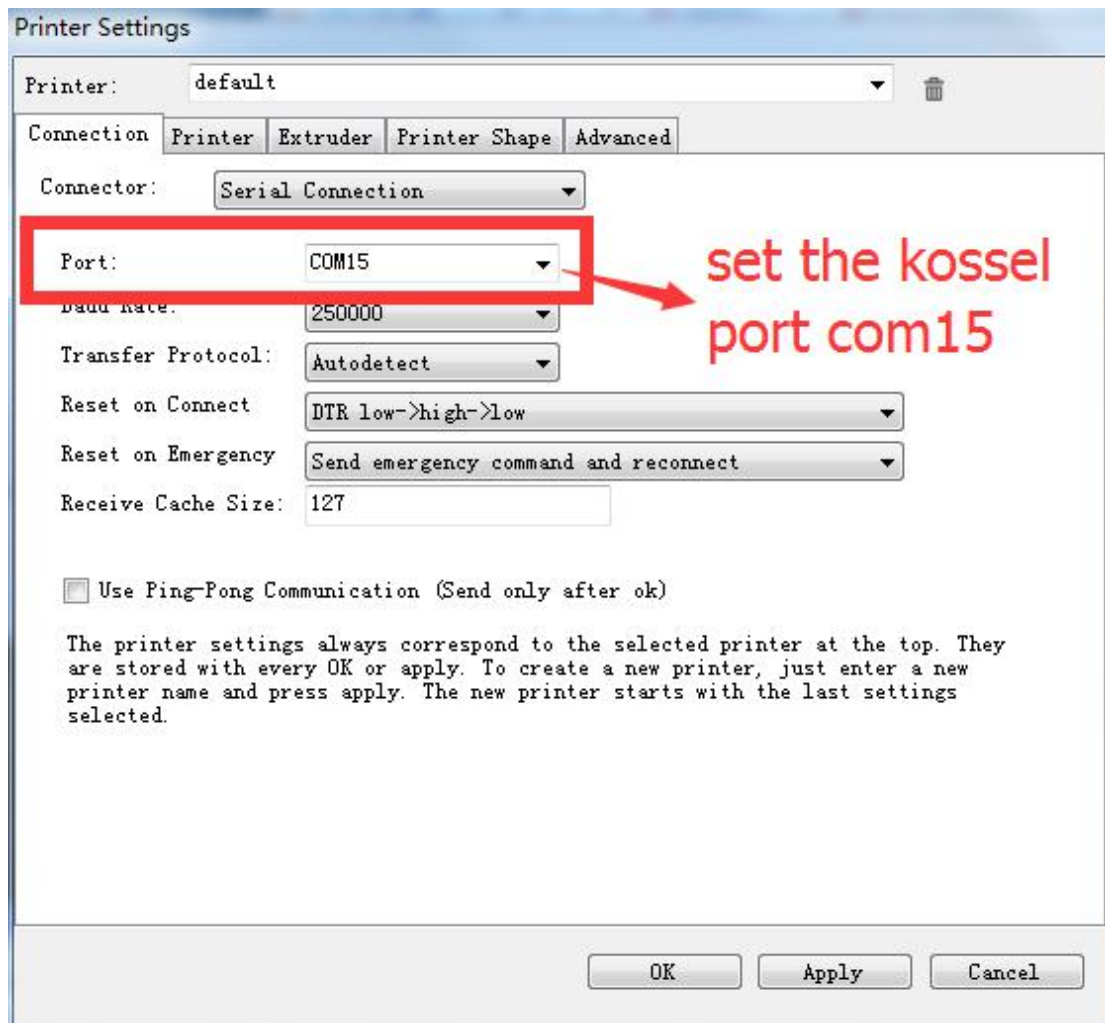 Printer Settings
Printer: default
Connection Printer Extruder Printer Shape Advanced
Connector: Serial Connection
Port: COM15
set the kossel
port com15
Baud Rate: 250000
Transfer Protocol: Autodetect
Reset on Connect DTR low->high->low
Reset on Emergency Send emergency command and reconnect
Receive Cache Size: 127
Use Ping-Pong Communication (Send only after ok)
The printer settings always correspond to the selected printer at the top. They
are stored with every OK or apply. To create a new printer, just enter a new
printer name and press apply. The new printer starts with the last settings
selected.
OK Apply Cancel